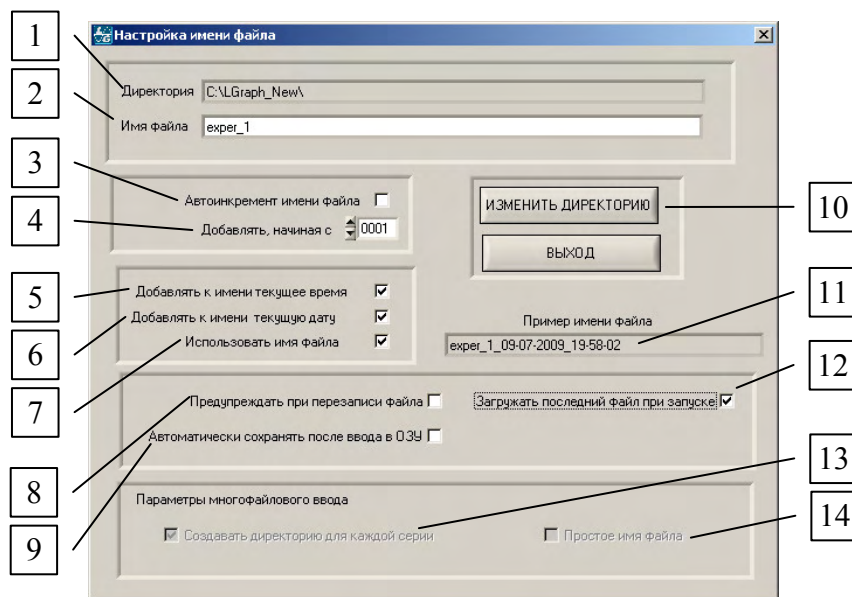 Настройка имени файла
1
Директория C:\LGraph_New\
2
Имя файла exper_1
3
Автоинкремент имени файла
4
Добавлять, начиная с 0001
ИЗМЕНИТЬ ДИРЕКТОРИЮ
10
ВЫХОД
5
Добавлять к имени текущее время
6
Добавлять к имени текущую дату
7
Использовать имя файла
Пример имени файла
11
exper_1_09-07-2009_19-58-02
12
8
Предупреждать при перезаписи файла
Загружать последний файл при запуске
9
Автоматически сохранять после ввода в ОЗУ
13
Параметры многофайлового ввода
14
Создавать директорию для каждой серии
Простое имя файла